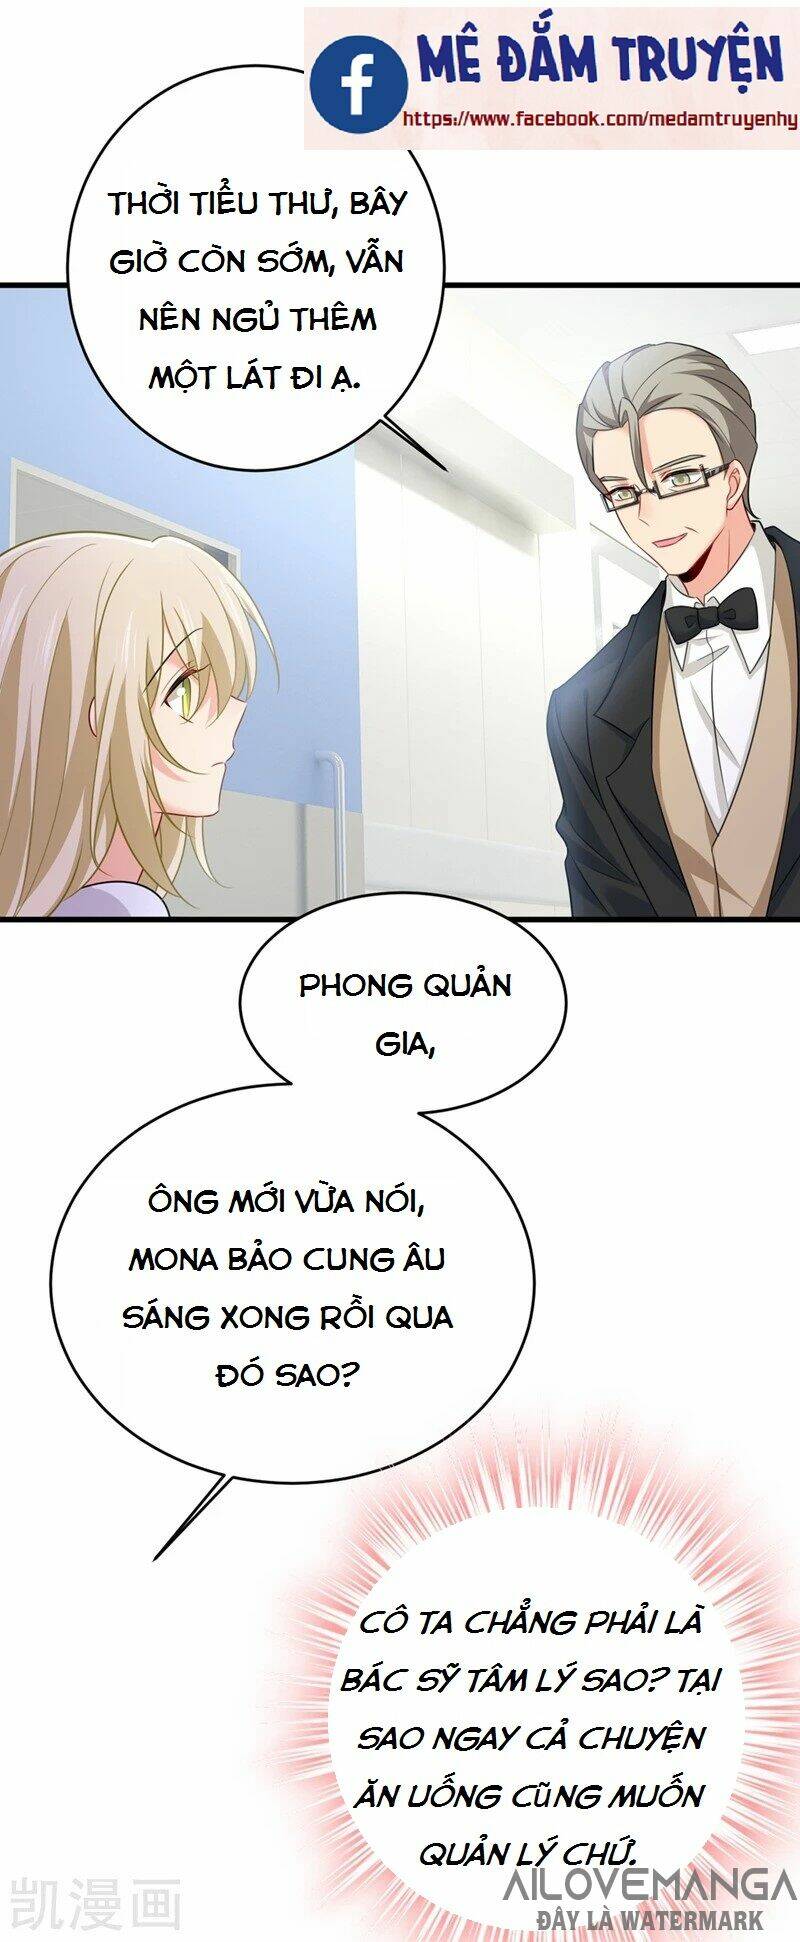 MÊ ĐẮM TRUYỆN
https://www.facebook.com/medamtruyenhy
THỜI TIỂU THƯ, BÂY
GIỜ CÒN SỚM, VẪN
NÊN NGỦ THÊM
MỘT LÁT ĐI Ạ.
PHONG QUẢN
GIA,
ÔNG MỚI VỪA NÓI,
MONA BẢO CUNG ÂU
SÁNG XONG RỒI QUA
ĐÓ SAO?
CÔ TA CHẲNG PHẢI LÀ
BÁC SỸ TÂM LÝ SAO? TẠI
SAO NGAY CẢ CHUYỆN
ĂN UỐNG CŨNG MUỐN
QUẢN LÝ CHỨ.
凯漫画
AILOVEMANGA
ĐÂY LÀ WATERMARK